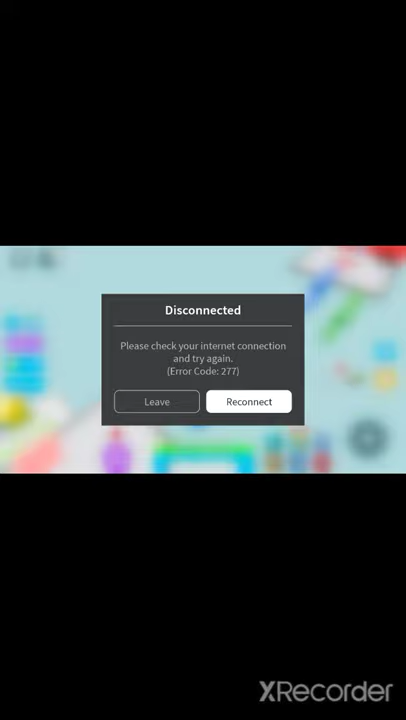 Disconnected
Please check your internet connection
and try again.
(Error Code: 277)
Leave
Reconnect
XRecorder